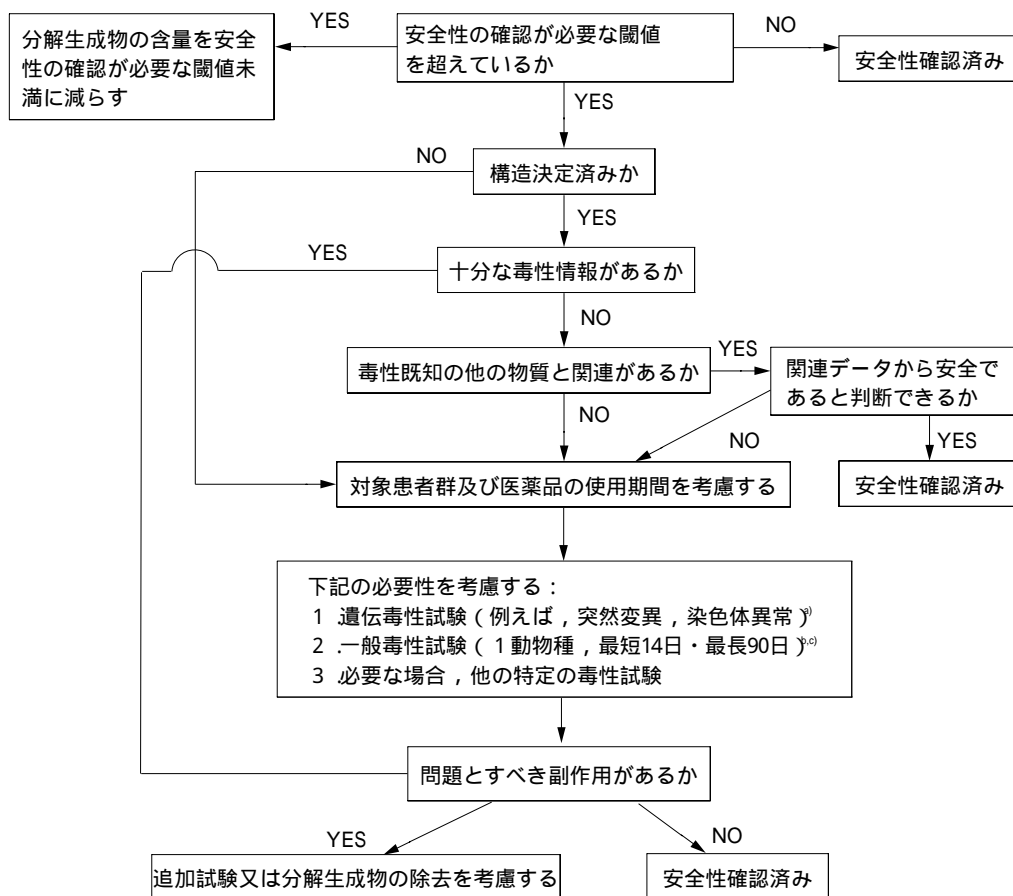 YES
分解生成物の含量を安全
性の確認が必要な閾値未
満に減らす
安全性の確認が必要な閾値
を超えているか
NO
安全性確認済み
YES
NO
構造決定済みか
YES
YES
十分な毒性情報があるか
NO
毒性既知の他の物質と関連があるか
YES
関連データから安全で
あると判断できるか
NO
NO
YES
対象患者群及び医薬品の使用期間を考慮する
安全性確認済み
下記の必要性を考慮する：
1．遺伝毒性試験（例えば，突然変異，染色体異常）a)
2．一般毒性試験（1動物種，最短14日・最長90日）b,c)
3．必要な場合，他の特定の毒性試験
問題とすべき副作用があるか
YES
NO
追加試験又は分解生成物の除去を考慮する
安全性確認済み